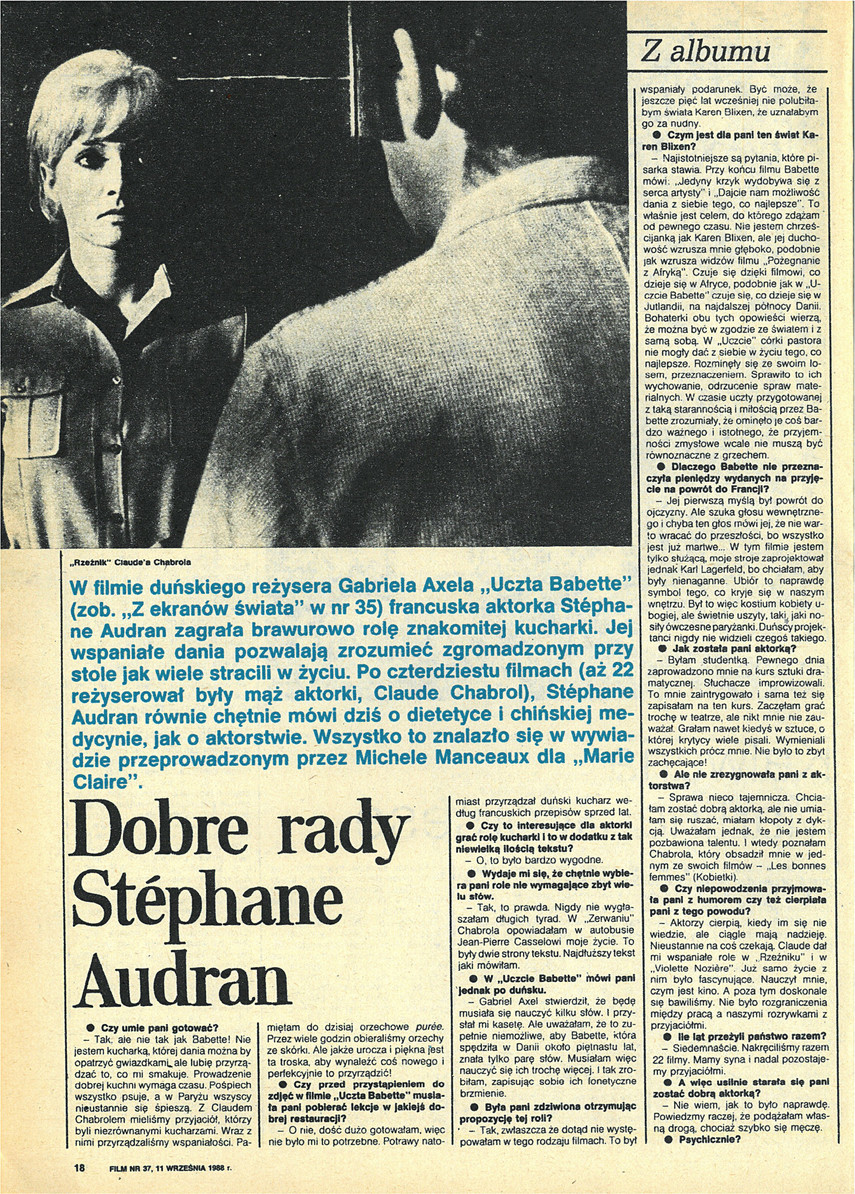 Z albumu
„Rzeźnik” Claude'a Chabrola
W filmie duńskiego reżysera Gabriela Axela „Uczta Babette”
(zob. „Z ekranów świata” w nr 35) francuska aktorka Stépha-
ne Audran zagrała brawurowo rolę znakomitej kucharki. Jej
wspaniałe dania pozwalają zrozumieć zgromadzonym przy
stole jak wiele stracili w życiu. Po czterdziestu filmach (aż 22
reżyserował były mąż aktorki, Claude Chabrol), Stéphane
Audran równie chętnie mówi dziś o dietetyce i chińskiej me-
dycynie, jak o aktorstwie. Wszystko to znalazło się w wywia-
dzie przeprowadzonym przez Michele Manceaux dla „Marie
Claire”.
Dobre rady
Stéphane
Audran
● Czy umie pani gotować?
– Tak, ale nie tak jak Babette! Nie
jestem kucharką, której dania można by
opatrzyć gwiazdkami, ale lubię przyrzą-
dzać to, co mi smakuje. Prowadzenie
dobrej kuchni wymaga czasu. Pośpiech
wszystko psuje, a w Paryżu wszyscy
nieustannie się śpieszą. Z Claudem
Chabrolem mieliśmy przyjaciół, którzy
byli niezrównanymi kucharzami. Wraz z
nimi przyrządzaliśmy wspaniałości. Pa-
miętam do dzisiaj orzechowe purée.
Przez wiele godzin obieraliśmy orzechy
ze skórki. Ale jakże urocza i piękna jest
ta troska, aby wynaleźć coś nowego i
perfekcyjnie to przyrządzić!
● Czy przed przystąpieniem do
zdjęć w filmie „Uczta Babette” musia-
ła pani pobierać lekcje w jakiejś do-
brej restauracji?
– O nie, dość dużo gotowałam, więc
nie było mi to potrzebne. Potrawy nato-
miast przyrządzał duński kucharz we-
dług francuskich przepisów sprzed lat.
● Czy to interesujące dla aktorki
grać rolę kucharki i to w dodatku z tak
niewielką ilością tekstu?
– O, to było bardzo wygodne.
● Wydaje mi się, że chętnie wybie-
ra pani role nie wymagające zbyt wie-
lu słów.
– Tak, to prawda. Nigdy nie wygła-
szałam długich tyrad. W „Zerwaniu”
Chabrola opowiadałam w autobusie
Jean-Pierre Casselowi moje życie. To
były dwie strony tekstu. Najdłuższy tekst
jaki mówiłam.
● W „Uczcie Babette” mówi pani
jednak po duńsku.
– Gabriel Axel stwierdził, że będę
musiała się nauczyć kilku słów. I przy-
słał mi kasetę. Ale uważałam, że to zu-
pełnie niemożliwe, aby Babette, która
spędziła w Danii około piętnastu lat,
znała tylko parę słów. Musiałam więc
nauczyć się ich trochę więcej. I tak zro-
biłam, zapisując sobie ich fonetyczne
brzmienie.
● Była pani zdziwiona otrzymując
propozycję tej roli?
– Tak, zwłaszcza że dotąd nie wystę-
powałam w tego rodzaju filmach. To był
wspaniały podarunek. Być może, że
jeszcze pięć lat wcześniej nie polubiła-
bym świata Karen Blixen, że uznałabym
go za nudny.
● Czym jest dla pani ten świat Ka-
ren Blixen?
– Najistotniejsze są pytania, które pi-
sarka stawia. Przy końcu filmu Babette
mówi: „Jedyny krzyk wydobywa się z
serca artysty” i „Dajcie nam możliwość
dania z siebie tego, co najlepsze”. To
właśnie jest celem, do którego zdążam
od pewnego czasu. Nie jestem chrześ-
cijanką jak Karen Blixen, ale jej ducho-
wość wzrusza mnie głęboko, podobnie
jak wzrusza widzów filmu „Pożegnanie
z Afryką”. Czuje się dzięki filmowi, co
dzieje się w Afryce, podobnie jak w „U-
czcie Babette” czuje się, co dzieje się w
Jutlandii, na najdalszej północy Danii.
Bohaterki obu tych opowieści wierzą,
że można być w zgodzie ze światem i z
samą sobą. W „Uczcie” córki pastora
nie mogły dać z siebie w życiu tego, co
najlepsze. Rozminęły się ze swoim lo-
sem, przeznaczeniem. Sprawiło to ich
wychowanie, odrzucenie spraw mate-
rialnych. W czasie uczty przygotowanej
z taką starannością i miłością przez Ba-
bette zrozumiały, że ominęło je coś bar-
dzo ważnego i istotnego, że przyjem-
ności zmysłowe wcale nie muszą być
równoznaczne z grzechem.
● Dlaczego Babette nie przezna-
czyła pieniędzy wydanych na przyję-
cie na powrót do Francji?
– Jej pierwszą myślą był powrót do
ojczyzny. Ale szuka głosu wewnętrzne-
go i chyba ten głos mówi jej, że nie war-
to wracać do przeszłości, bo wszystko
jest już martwe... W tym filmie jestem
tylko służącą, moje stroje zaprojektował
jednak Karl Lagerfeld, bo chciałam, aby
były nienaganne. Ubiór to naprawdę
symbol tego, co kryje się w naszym
wnętrzu. Był to więc kostium kobiety u-
bogiej, ale świetnie uszyty, taki, jaki no-
siły ówczesne paryżanki. Duńscy projek-
tanci nigdy nie widzieli czegoś takiego.
● Jak została pani aktorką?
– Byłam studentką. Pewnego dnia
zaprowadzono mnie na kurs sztuki dra-
matycznej. Słuchacze improwizowali.
To mnie zaintrygowało i sama też się
zapisałam na ten kurs. Zaczęłam grać
trochę w teatrze, ale nikt mnie nie zau-
ważał. Grałam nawet kiedyś w sztuce, o
której krytycy wiele pisali. Wymieniali
wszystkich prócz mnie. Nie było to zbyt
zachęcające!
● Ale nie zrezygnowała pani z ak-
torstwa?
– Sprawa nieco tajemnicza. Chcia-
łam zostać dobrą aktorką, ale nie umia-
łam się ruszać, miałam kłopoty z dyk-
cją. Uważałam jednak, że nie jestem
pozbawiona talentu. I wtedy poznałam
Chabrola, który obsadził mnie w jed-
nym ze swoich filmów – „Les bonnes
femmes” (Kobietki).
● Czy niepowodzenia przyjmowa-
ła pani z humorem czy też cierpiała
pani z tego powodu?
– Aktorzy cierpią, kiedy im się nie
wiedzie, ale ciągle mają nadzieję.
Nieustannie na coś czekają. Claude dał
mi wspaniałe role w „Rzeźniku” i w
„Violette Nozière”. Już samo życie z
nim było fascynujące. Nauczył mnie,
czym jest kino. A poza tym doskonale
się bawiliśmy. Nie było rozgraniczenia
między pracą a naszymi rozrywkami z
przyjaciółmi.
● Ile lat przeżyli państwo razem?
– Siedemnaście. Nakręciliśmy razem
22 filmy. Mamy syna i nadal pozostaje-
my przyjaciółmi.
● A więc usilnie starała się pani
zostać dobrą aktorką?
– Nie wiem, jak to było naprawdę.
Powiedzmy raczej, że podążałam włas-
ną drogą, chociaż szybko się męczę.
● Psychicznie?
18 FILM NR 37, 11 WRZEŚNIA 1988 r.